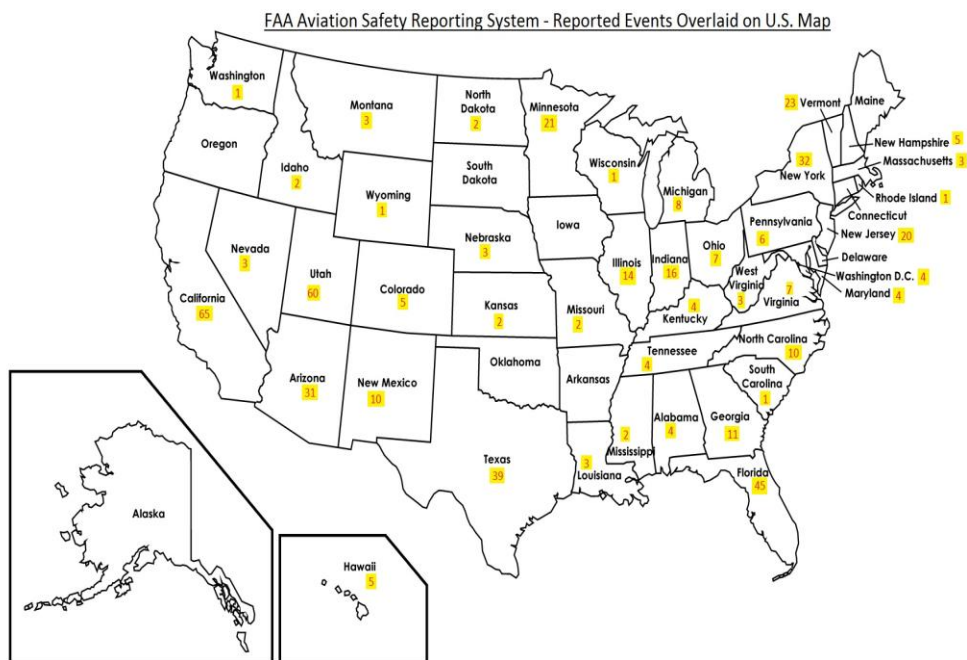 FAA Aviation Safety Reporting System - Reported Events Overlaid on U.S. Map
Washington
1
Montana
3
North
Dakota
2
Minnesota
21
23 Vermont
Maine
New Hampshire 5
Massachusetts 3
Rhode Island 1
Connecticut
New Jersey 20
Delaware
Washington D.C. 4
Maryland 4
Oregon
Idaho
2
Wyoming
1
South
Dakota
Wisconsin
1
Michigan
8
32
New York
Pennsylvania
6
Nevada
3
Utah
60
Colorado
5
Nebraska
3
Iowa
Illinois
14
Indiana
16
Ohio
7
West
Virginia
3
7
Virginia
California
65
Kansas
2
Missouri
2
4
Kentucky
Arizona
31
New Mexico
10
Oklahoma
Arkansas
Tennessee
4
North Carolina
10
South
Carolina
1
Texas
39
3
Louisiana
2
Mississippi
Alabama
4
Georgia
11
Florida
45
Alaska
Hawaii
5